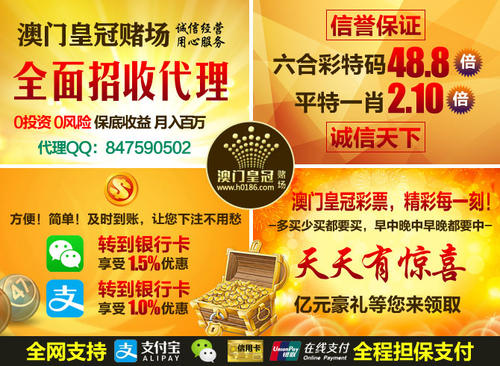 澳门皇冠赌场
诚信经营
用心服务
全面招收代理
0投资 0风险 保底收益 月入百万
代理QQ：847590502
信誉保证
六合彩特码48.8倍
平特一肖2.10倍
诚信天下
澳门皇冠
赌场
www.h0186.com
方便！简单！及时到账，让您下注不用愁
转到银行卡
享受1.5%优惠
转到银行卡
享受1.0%优惠
澳门皇冠彩票，精彩每一刻！
—多买少买都要买，早中晚中早晚都要中—
天天有惊喜
亿元豪礼等您来领取
全网支持
支付宝
ALIPAY
信用卡
UnionPay
银联
在线支付
Online Payment
全程担保支付
41